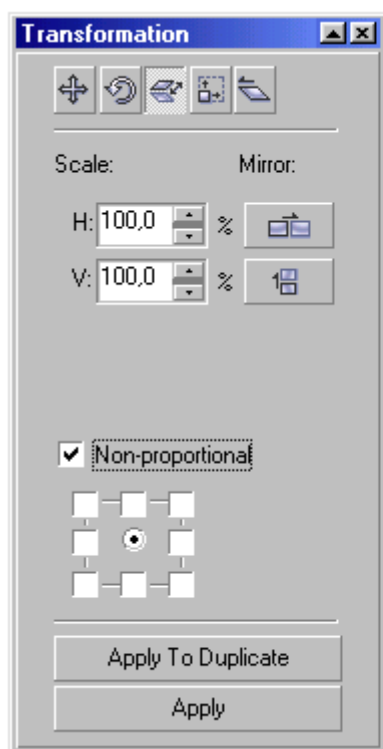 Transformation
Scale: Mirror:
H: 100,0 %
V: 100,0 %
Non-proportional
Apply To Duplicate
Apply